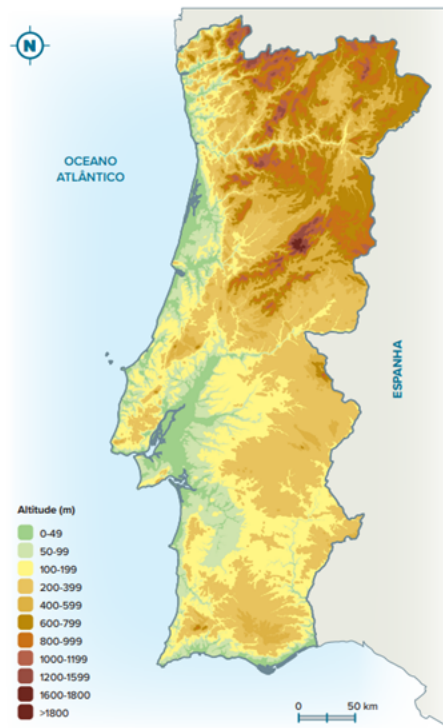 N
OCEANO
ATLÂNTICO
ESPANHA
Altitude (m)
0-49
50-99
100-199
200-399
400-599
600-799
800-999
1000-1199
1200-1599
1600-1800
>1800
0 50 km